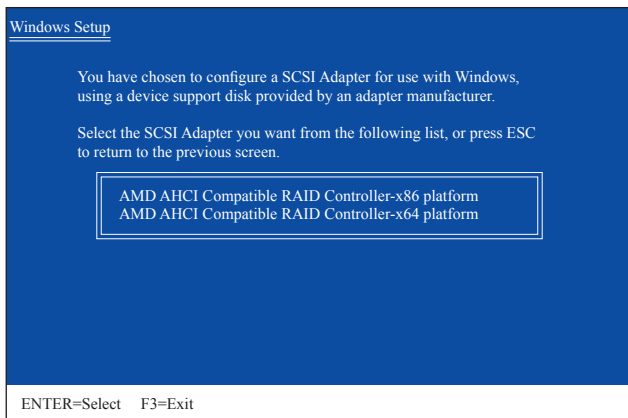 Windows Setup
You have chosen to configure a SCSI Adapter for use with Windows,
using a device support disk provided by an adapter manufacturer.
Select the SCSI Adapter you want from the following list, or press ESC
to return to the previous screen.
AMD AHCI Compatible RAID Controller-x86 platform
AMD AHCI Compatible RAID Controller-x64 platform
ENTER=Select F3=Exit